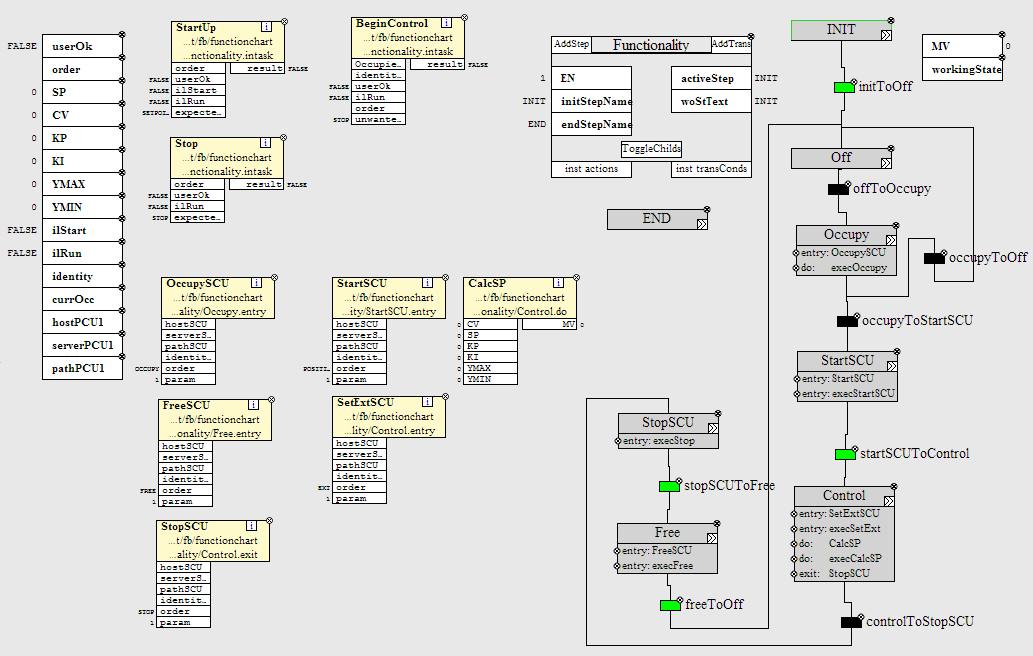 FALSE userOk
order
0 SP
0 CV
0 KP
0 KI
0 YMAX
0 YMIN
FALSE ilStart
FALSE ilRun
identity
currOcc
hostPCU1
serverPCU1
pathPCU1
StartUp i
...t/fb/functionchart
...nctionality.intask
order result FALSE
FALSE userOk
FALSE ilStart
FALSE ilRun
SETPOI.. expecte..
BeginControl i
...t/fb/functionchart
...nctionality.intask
Occupie.. result FALSE
identit..
FALSE userOk
FALSE ilRun
order
STOP unwante..
Stop i
...t/fb/functionchart
...nctionality.intask
order result FALSE
FALSE userOk
FALSE ilRun
STOP expecte..
OccupySCU i
...t/fb/functionchart
...ality/Occupy.entry
hostSCU
serverS..
pathSCU
identit..
OCCUPY order
1 param
StartSCU i
...t/fb/functionchart
...ity/StartSCU.entry
hostSCU
serverS..
pathSCU
identit..
POSITI.. order
1 param
CalcSP i
...t/fb/functionchart
...onality/Control.do
0 CV MV 0
0 SP
0 KP
0 KI
0 YMAX
0 YMIN
FreeSCU i
...t/fb/functionchart
...onality/Free.entry
hostSCU
serverS..
pathSCU
identit..
FREE order
1 param
SetExtSCU i
...t/fb/functionchart
...lity/Control.entry
hostSCU
serverS..
pathSCU
identit..
EXT order
1 param
StopSCU i
...t/fb/functionchart
...ality/Control.exit
hostSCU
serverS..
pathSCU
identit..
STOP order
1 param
AddStep Functionality AddTrans
1 EN activeStep INIT
INIT initStepName woStText INIT
END endStepName
ToggleChilds
inst actions inst transConds
END
INIT
MV 0
workingState
initToOff
Off
offToOccupy
Occupy
entry: OccupySCU
do: execOccupy
occupyToOff
occupyToStartSCU
StartSCU
entry: StartSCU
entry: execStartSCU
startSCUToControl
Control
entry: SetExtSCU
entry: execSetExt
do: CalcSP
do: execCalcSP
exit: StopSCU
controlToStopSCU
StopSCU
entry: execStop
stopSCUToFree
Free
entry: FreeSCU
entry: execFree
freeToOff